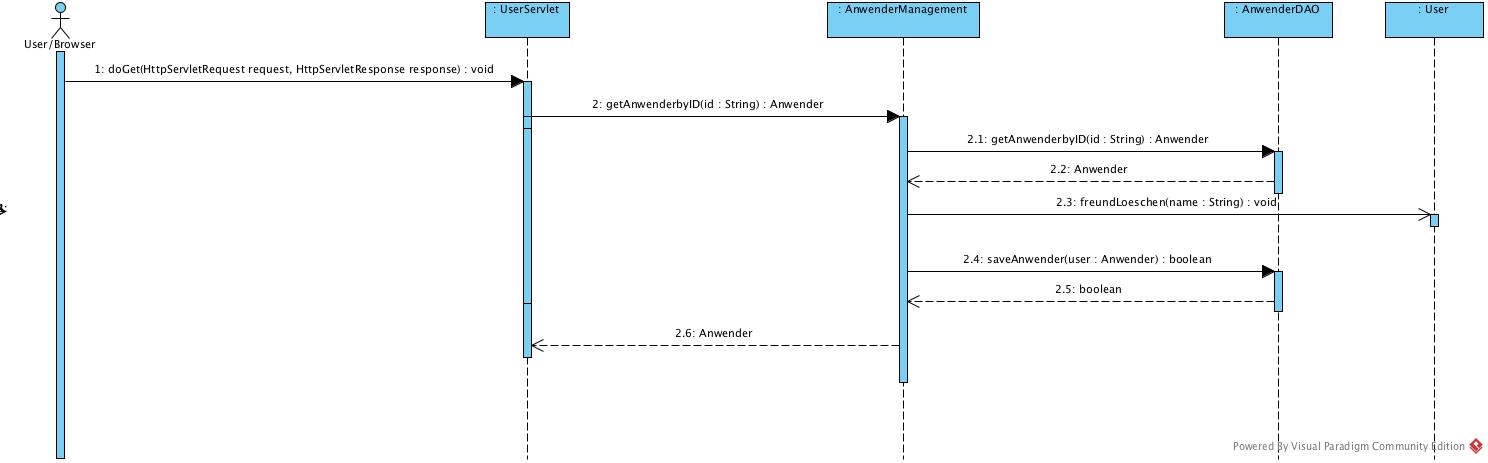 : UserServlet
: AnwenderManagement
: AnwenderDAO
: User
User/Browser
1: doGet(HttpServletRequest request, HttpServletResponse response) : void
2: getAnwenderbyID(id : String) : Anwender
2.1: getAnwenderbyID(id : String) : Anwender
2.2: Anwender
2.3: freundLoeschen(name : String) : void
2.4: saveAnwender(user : Anwender) : boolean
2.5: boolean
2.6: Anwender
Powered By Visual Paradigm Community Edition